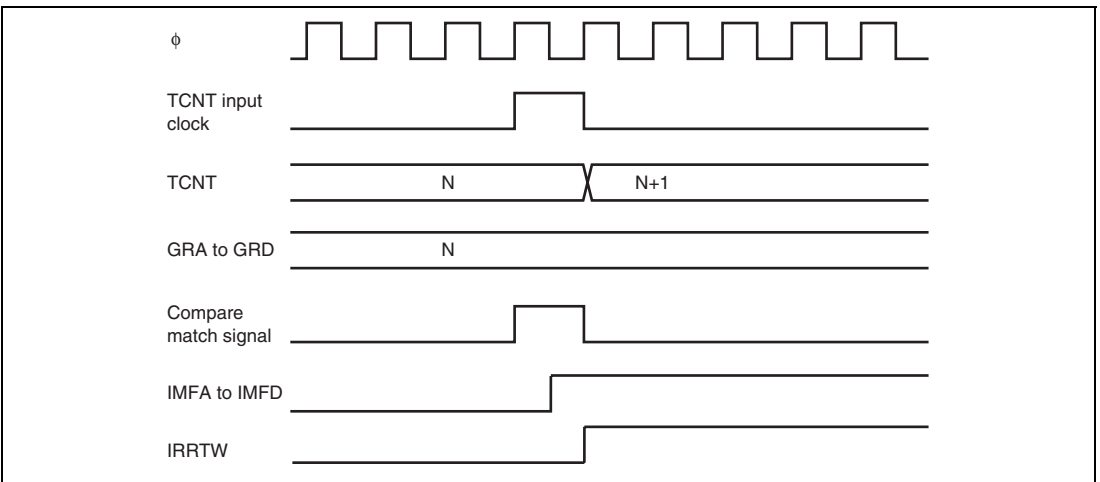 ϕ
TCNT input
clock
TCNT N N+1
GRA to GRD N
Compare
match signal
IMFA to IMFD
IRRTW